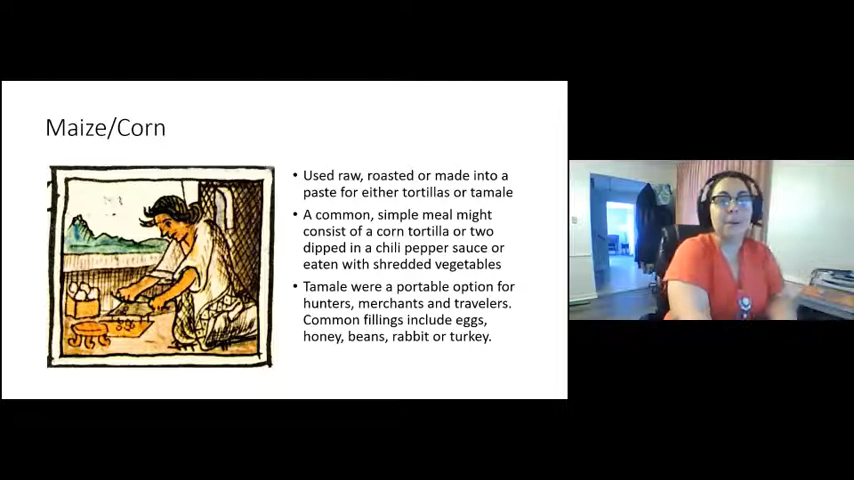 Maize/Corn
• Used raw, roasted or made into a
paste for either tortillas or tamale
• A common, simple meal might
consist of a corn tortilla or two
dipped in a chili pepper sauce or
eaten with shredded vegetables
• Tamale were a portable option for
hunters, merchants and travelers.
Common fillings include eggs,
honey, beans, rabbit or turkey.